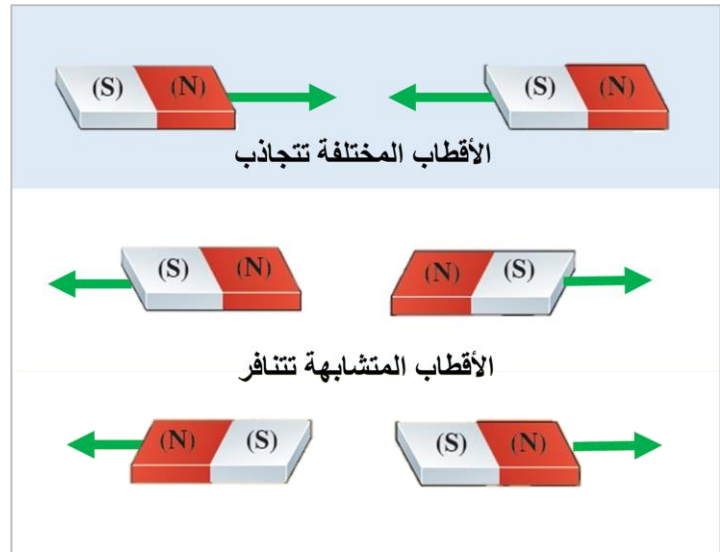 (S) (N) (S) (N)
الأقطاب المختلفة تتجاذب
(S) (N) (N) (S)
الأقطاب المتشابهة تتنافر
(N) (S) (S) (N)